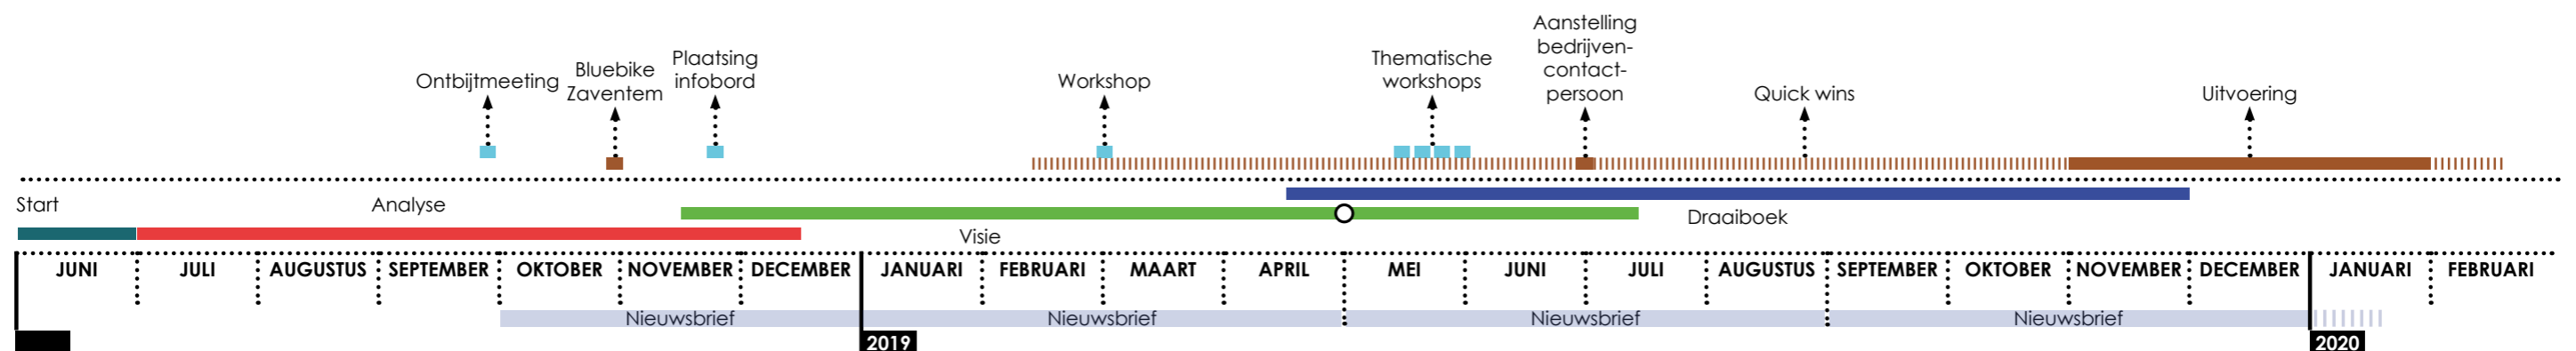 Ontbijtmeeting
Bluebike
Zaventem
Plaatsing
infobord
Workshop
Thematische
workshops
Aanstelling
bedrijven-
contact-
persoon
Quick wins
Uitvoering
Start
Analyse
Visie
Draaiboek
JUNI
JULI
AUGUSTUS
SEPTEMBER
OKTOBER
NOVEMBER
DECEMBER
JANUARI
FEBRUARI
MAART
APRIL
MEI
JUNI
JULI
AUGUSTUS
SEPTEMBER
OKTOBER
NOVEMBER
DECEMBER
JANUARI
FEBRUARI
Nieuwsbrief
Nieuwsbrief
Nieuwsbrief
Nieuwsbrief
2019
2020